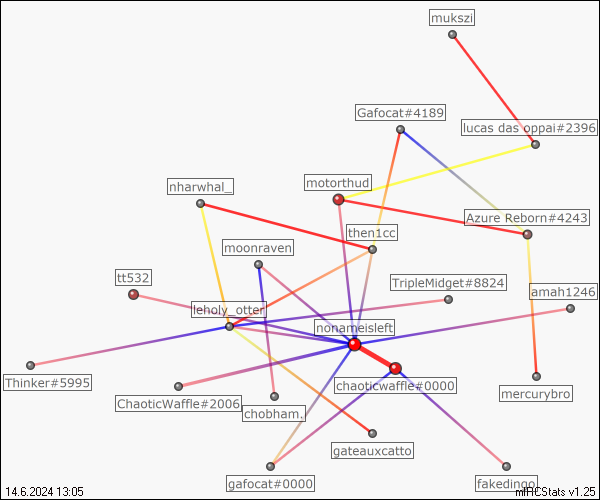 mukszi
Gafocat#4189
lucas das oppai#2396
nharwhal_
motorthud
Azure Reborn#4243
then1cc
moonraven
tt532
TripleMidget#8824
amah1246
leholy_otter
nonameisleft
Thinker#5995
chaoticwaffle#0000
mercurybro
ChaoticWaffle#2006
chobham.
gateauxcatto
gafocat#0000
fakedingo
14.6.2024 13:05
mIRCStats v1.25